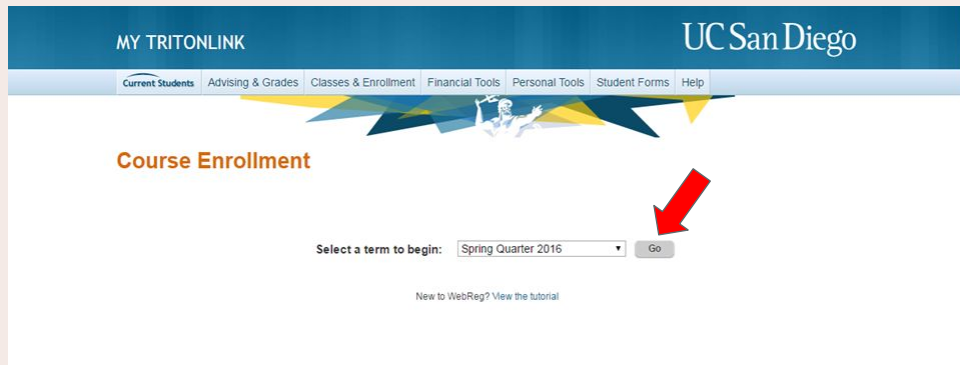 MY TRITONLINK
UC San Diego
Current Students Advising & Grades Classes & Enrollment Financial Tools Personal Tools Student Forms Help
Course Enrollment
Select a term to begin: Spring Quarter 2016 Go
New to WebReg? View the tutorial